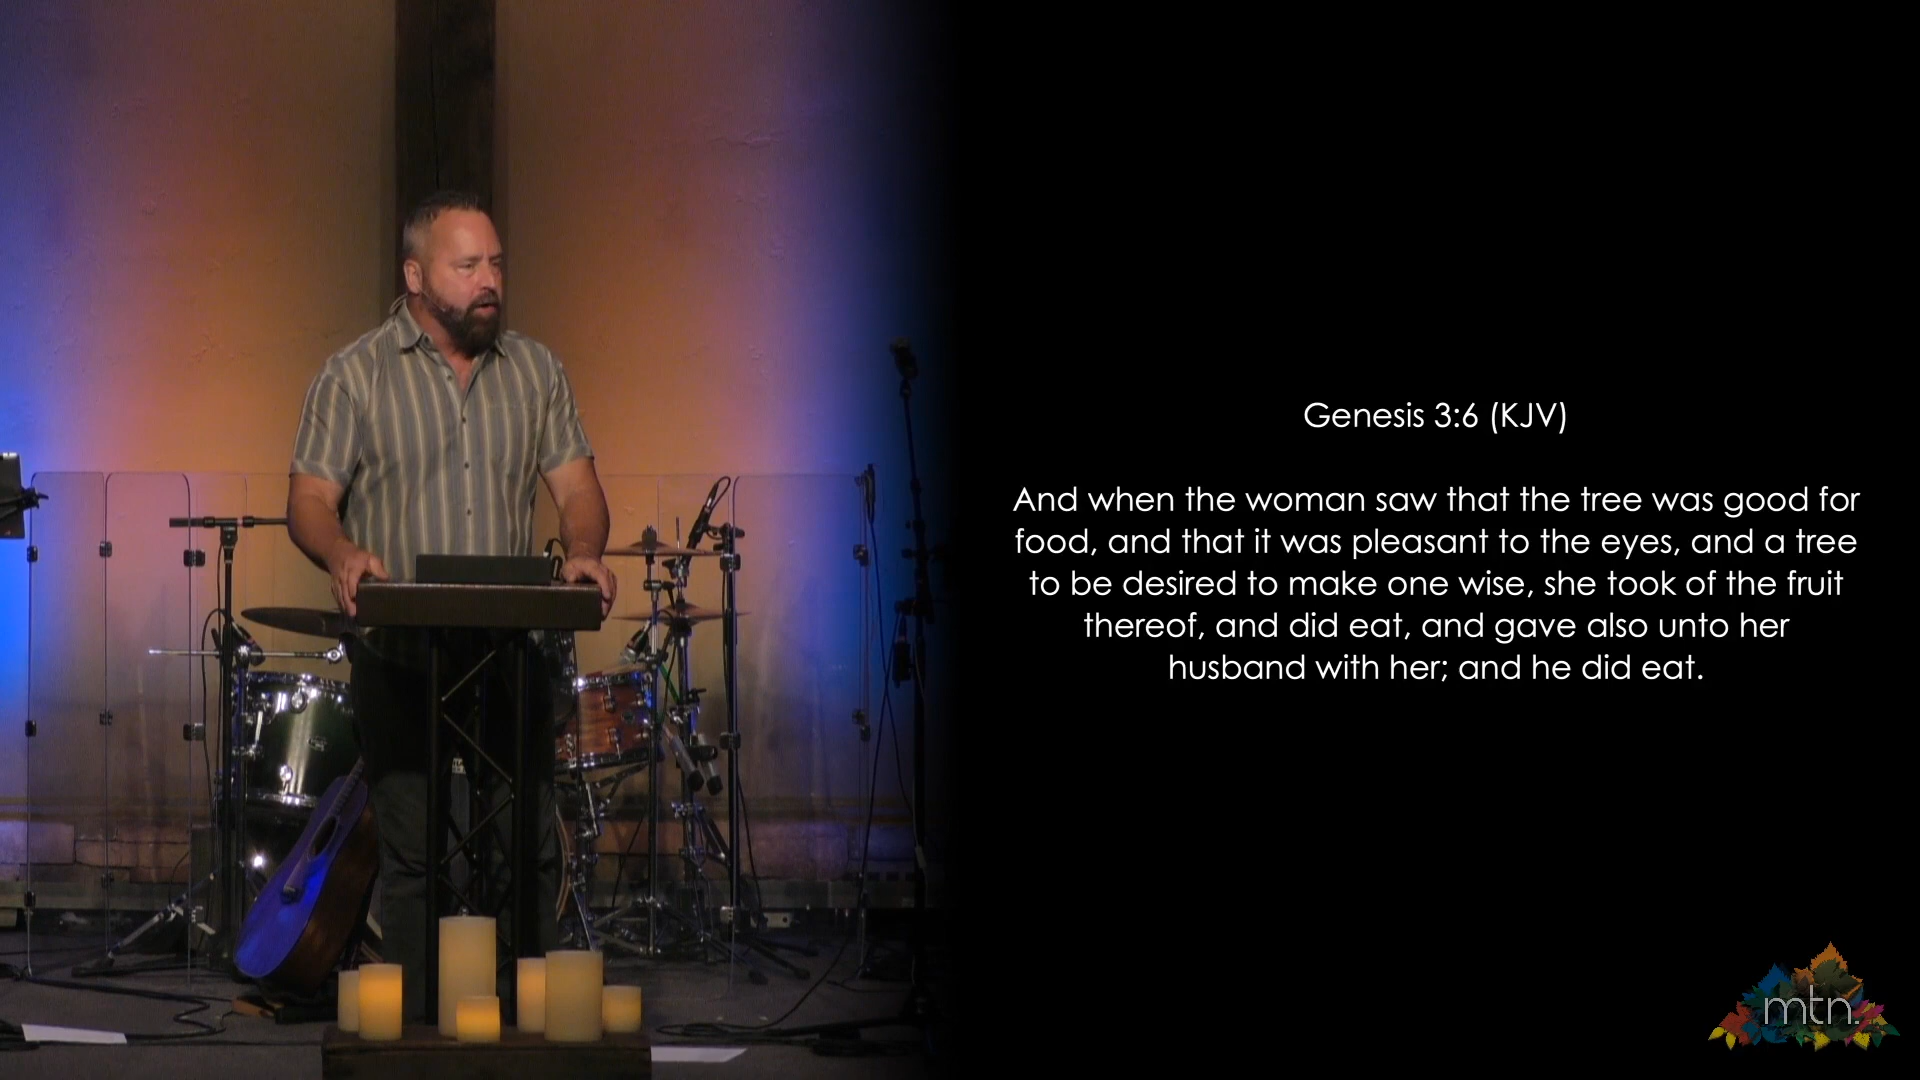 Genesis 3:6 (KJV)
And when the woman saw that the tree was good for
food, and that it was pleasant to the eyes, and a tree
to be desired to make one wise, she took of the fruit
thereof, and did eat, and gave also unto her
husband with her; and he did eat.
mtn.